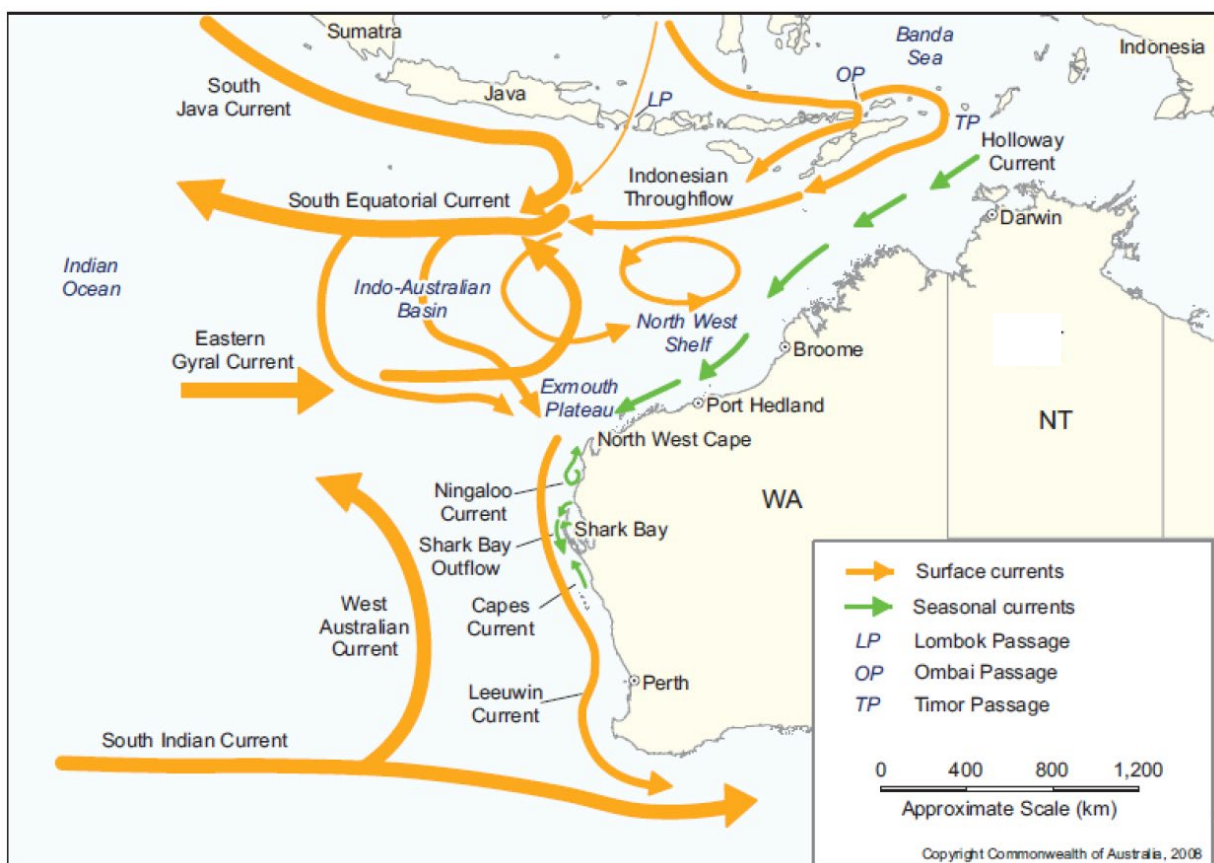 Sumatra
Banda
Sea
Indonesia
OP
South
Java Current
Java
LP
TP
Holloway
Current
Indonesian
Throughflow
South Equatorial Current
Darwin
Indian
Ocean
Indo-Australian
Basin
North West
Shelf
Eastern
Gyral Current
Broome
Exmouth
Plateau
Port Hedland
NT
North West Cape
Ningaloo
Current
WA
Shark Bay
Shark Bay
Outflow
West
Australian
Current
Capes
Current
Leeuwin
Current
Perth
South Indian Current
Surface currents
Seasonal currents
LP Lombok Passage
OP Ombai Passage
TP Timor Passage
0 400 800 1,200
Approximate Scale (km)
Copyright Commonwealth of Australia, 2008